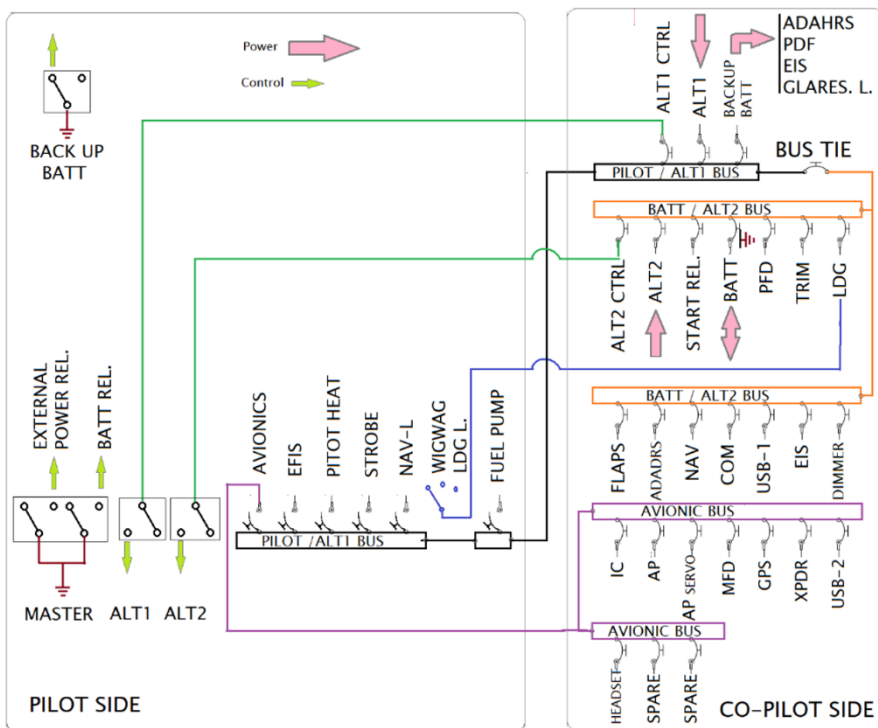 Power
Control
BACK UP
BATT
ALT1 CTRL
ALT1
BACKUP
BATT
ADAHRS
PDF
EIS
GLARES. L.
PILOT / ALT1 BUS
BUS TIE
BATT / ALT2 BUS
ALT2 CTRL
ALT2
START REL.
BATT
PFD
TRIM
LDG
EXTERNAL
POWER REL.
BATT REL.
AVIONICS
EFIS
PITOT HEAT
STROBE
NAV-L
WIGWAG
LDG L.
FUEL PUMP
BATT / ALT2 BUS
FLAPS
ADADRS
NAV
COM
USB-1
EIS
DIMMER
PILOT /ALT1 BUS
MASTER
ALT1
ALT2
AVIONIC BUS
IC
AP
AP SERVO
MFD
GPS
XPDR
USB-2
AVIONIC BUS
HEADSET
SPARE
SPARE
PILOT SIDE
CO-PILOT SIDE